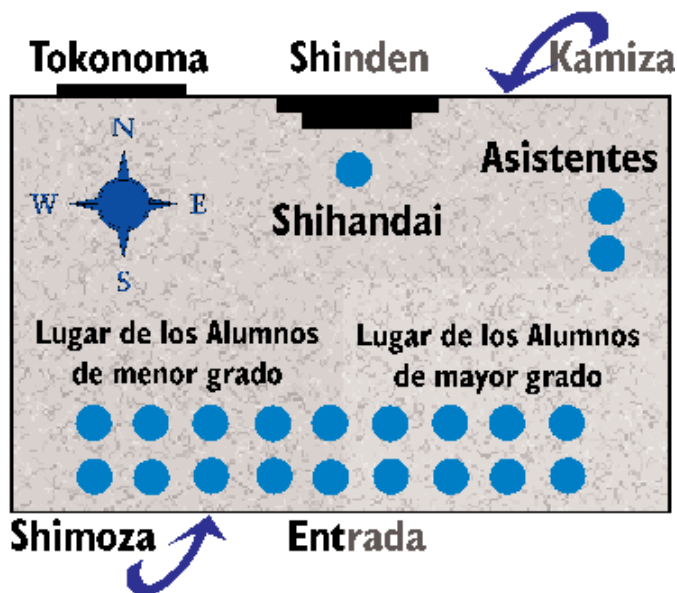 Tokonoma Shinden Kamiza
N
W E
S
Asistentes
Shihandai
Lugar de los Alumnos
de menor grado
Lugar de los Alumnos
de mayor grado
Shimoza Entrada